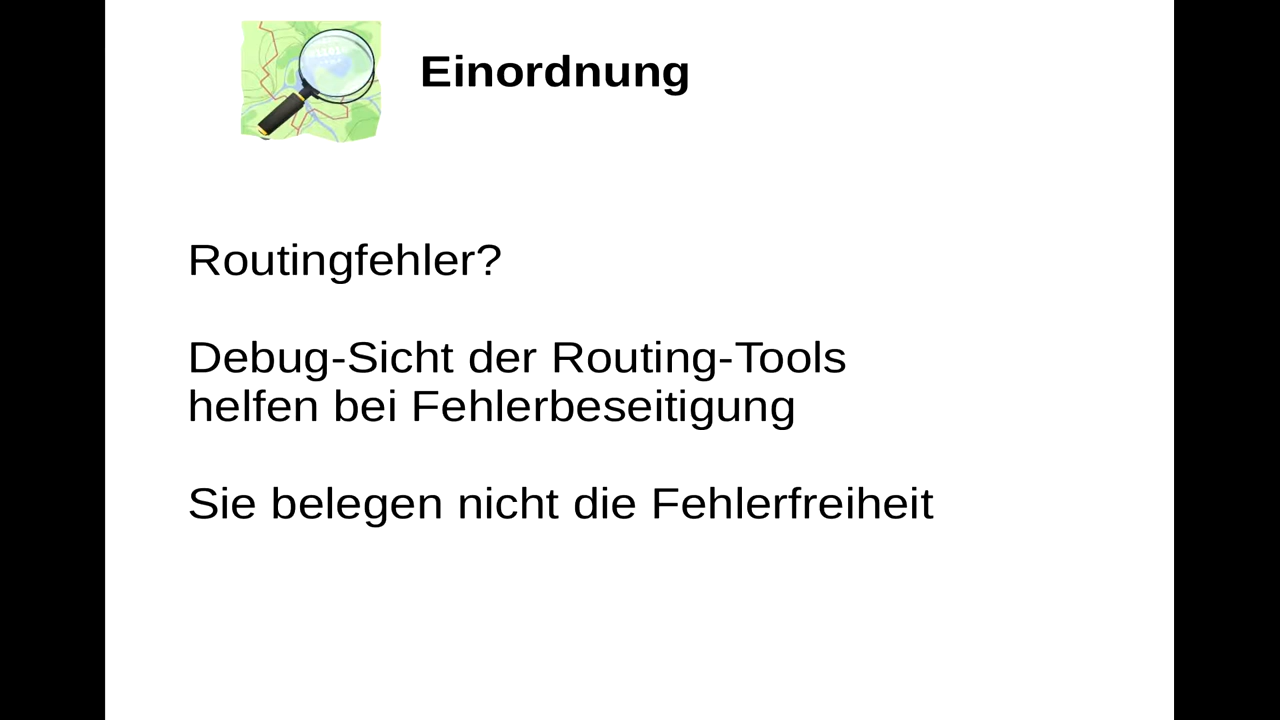 Einordnung
Routingfehler?
Debug-Sicht der Routing-Tools
helfen bei Fehlerbeseitigung
Sie belegen nicht die Fehlerfreiheit